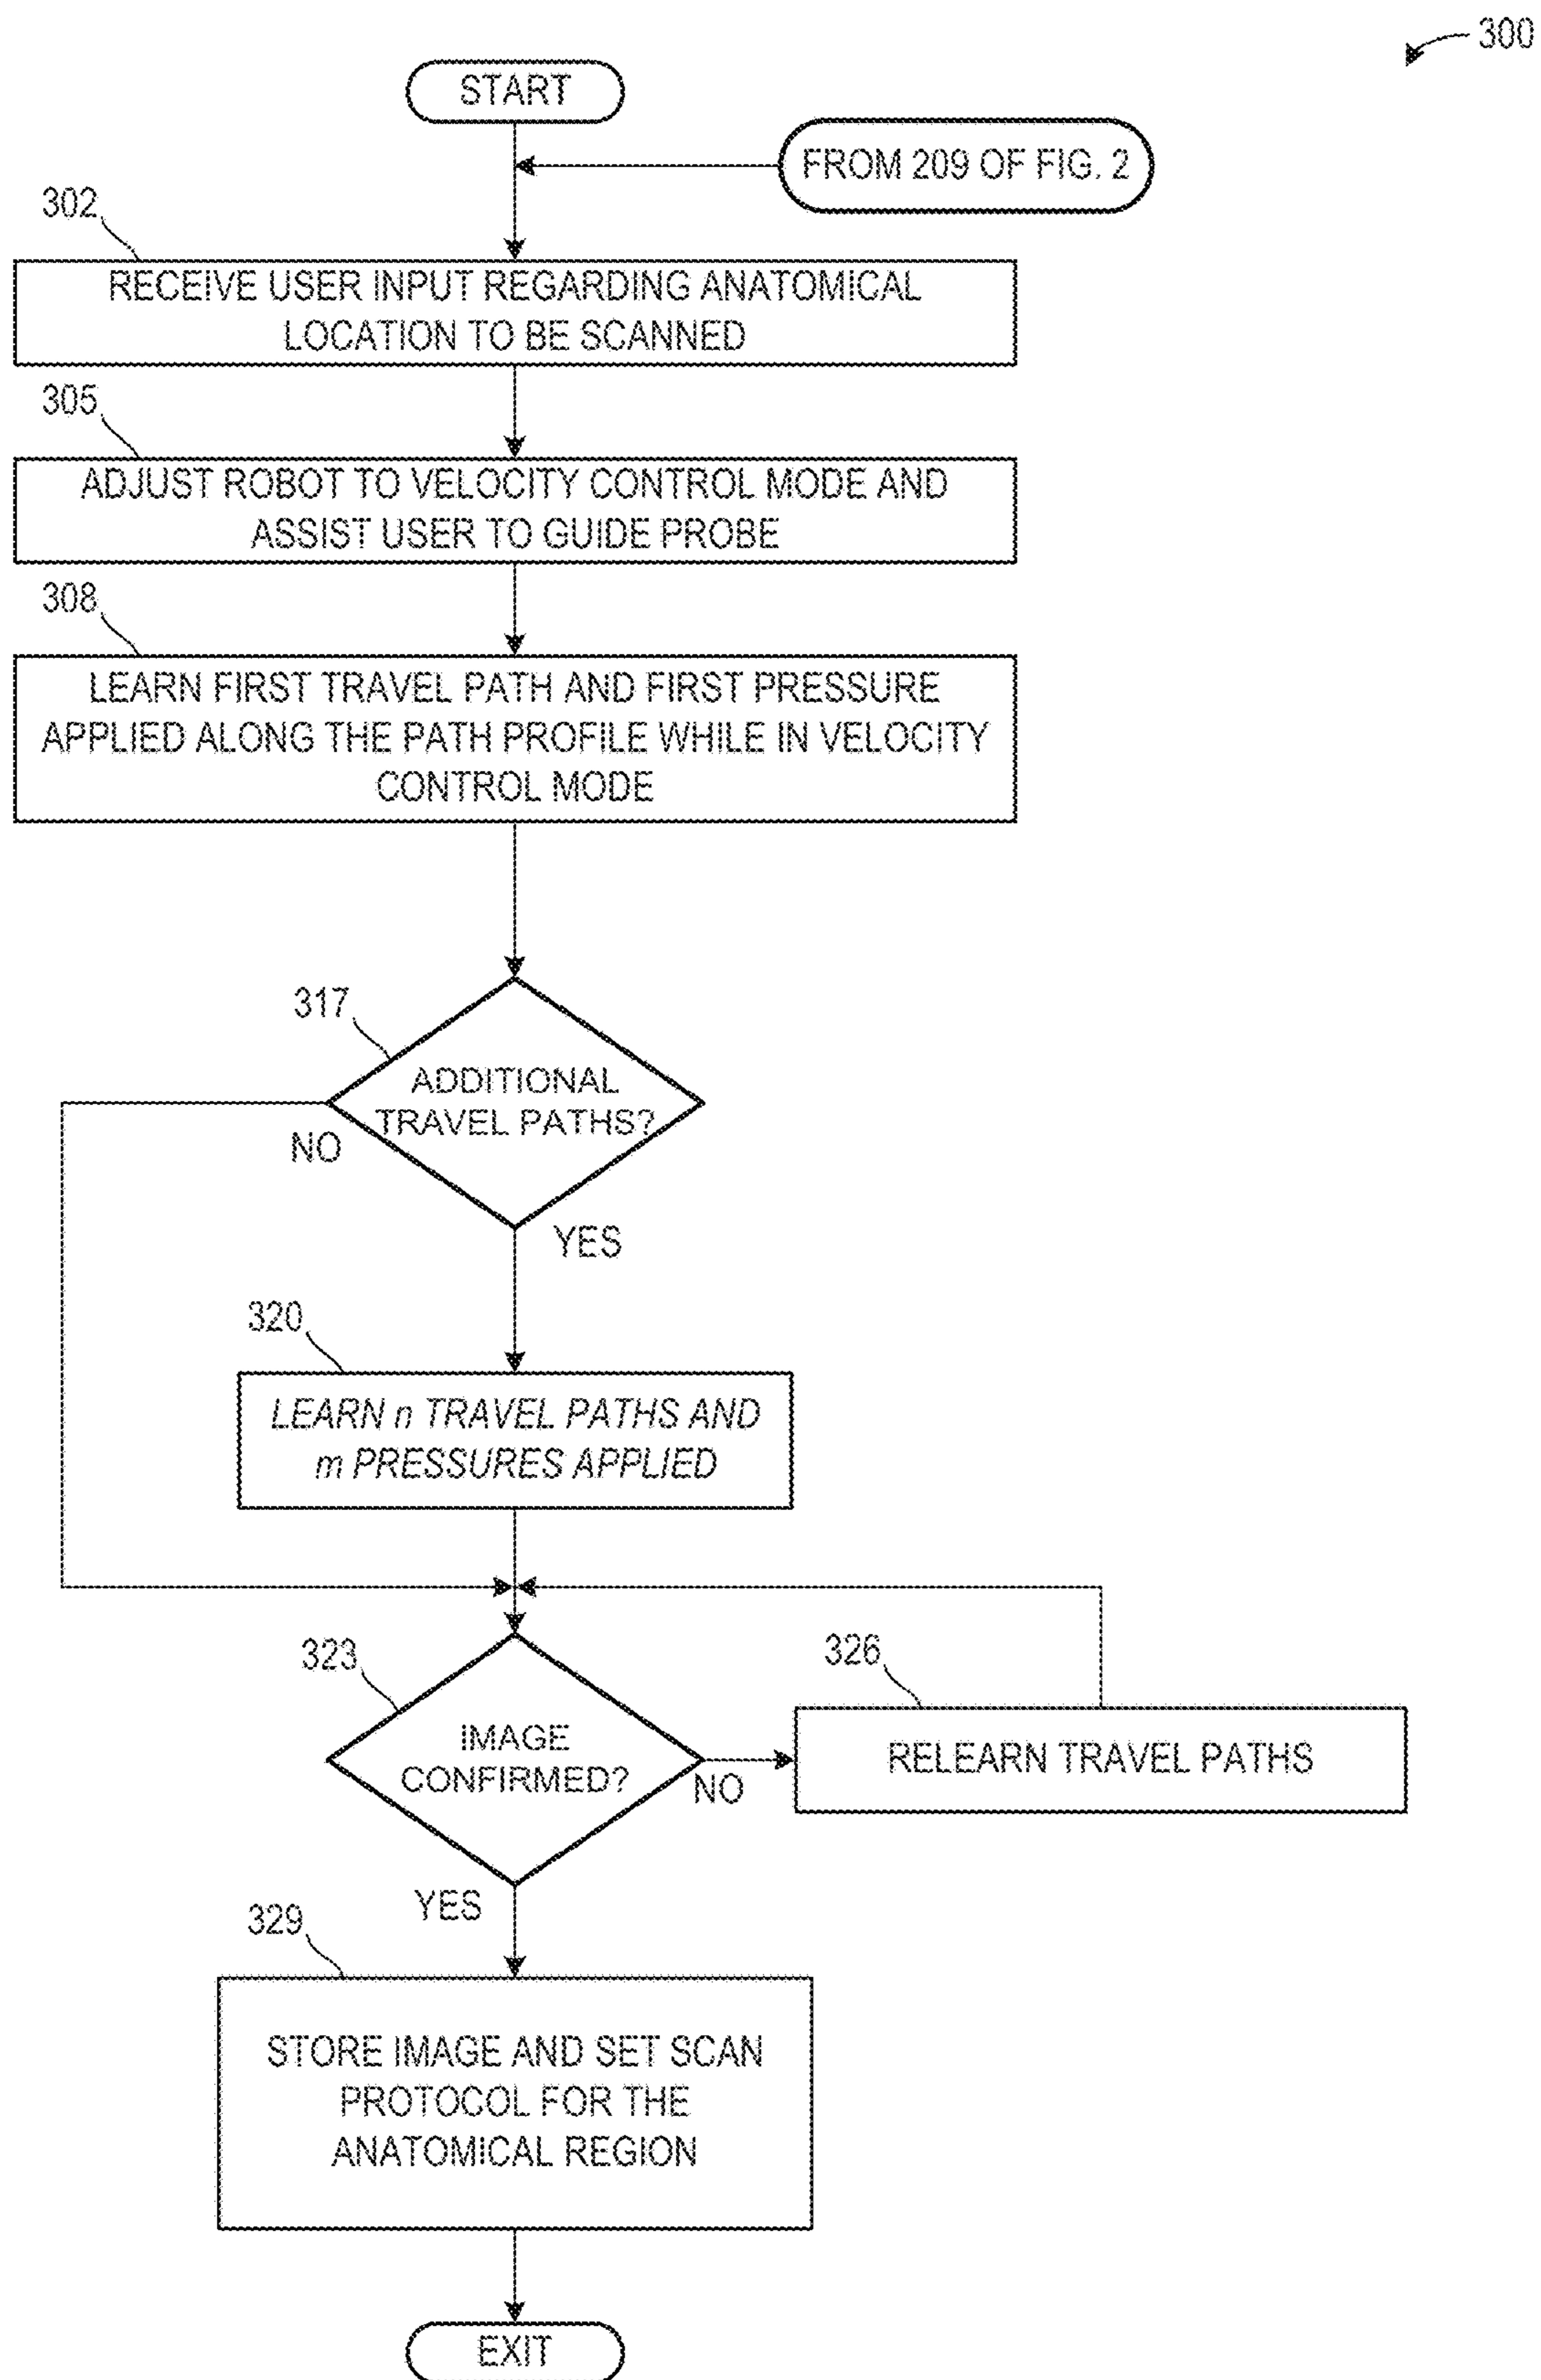 300
START
FROM 209 OF FIG. 2
302
RECEIVE USER INPUT REGARDING ANATOMICAL
LOCATION TO BE SCANNED
305
ADJUST ROBOT TO VELOCITY CONTROL MODE AND
ASSIST USER TO GUIDE PROBE
308
LEARN FIRST TRAVEL PATH AND FIRST PRESSURE
APPLIED ALONG THE PATH PROFILE WHILE IN VELOCITY
CONTROL MODE
317
ADDITIONAL
TRAVEL PATHS?
NO
YES
320
LEARN n TRAVEL PATHS AND
m PRESSURES APPLIED
323
IMAGE
CONFIRMED?
NO
326
RELEARN TRAVEL PATHS
YES
329
STORE IMAGE AND SET SCAN
PROTOCOL FOR THE
ANATOMICAL REGION
EXIT